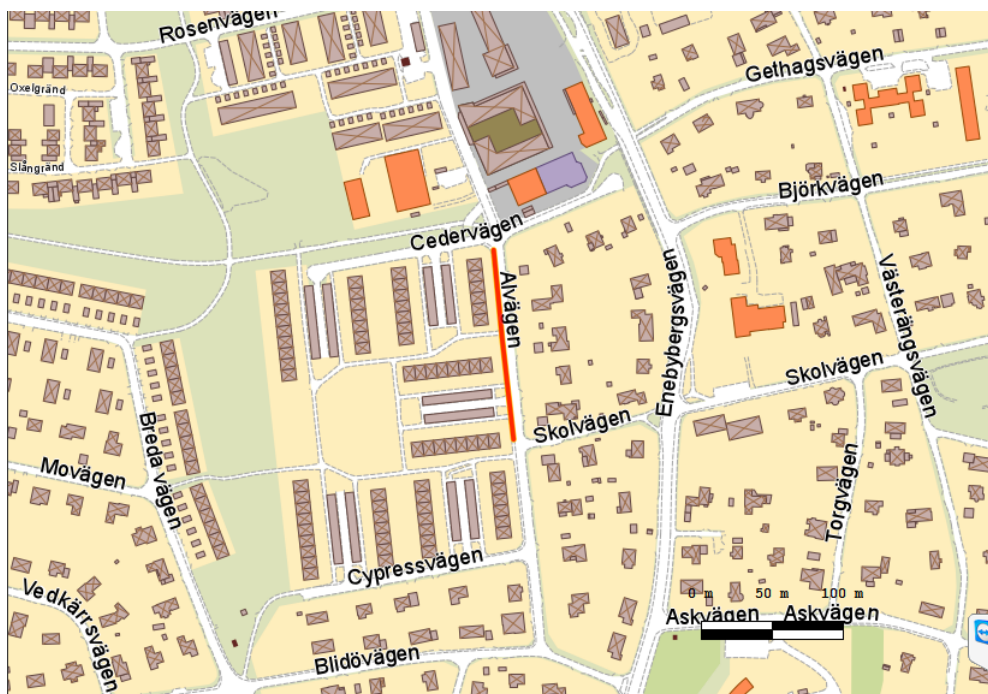 Rosenvägen
Gethagsvägen
Oxelgränd
Slångränd
Björkvägen
Cedervägen
Alvägen
Enebybergsvägen
Västerängsvägen
Skolvägen
Skolvägen
Breda vägen
Movägen
Torgvägen
Cypressvägen
Vedkärrsvägen
0 m 50 m 100 m
Askvägen Askvägen
Blidövägen